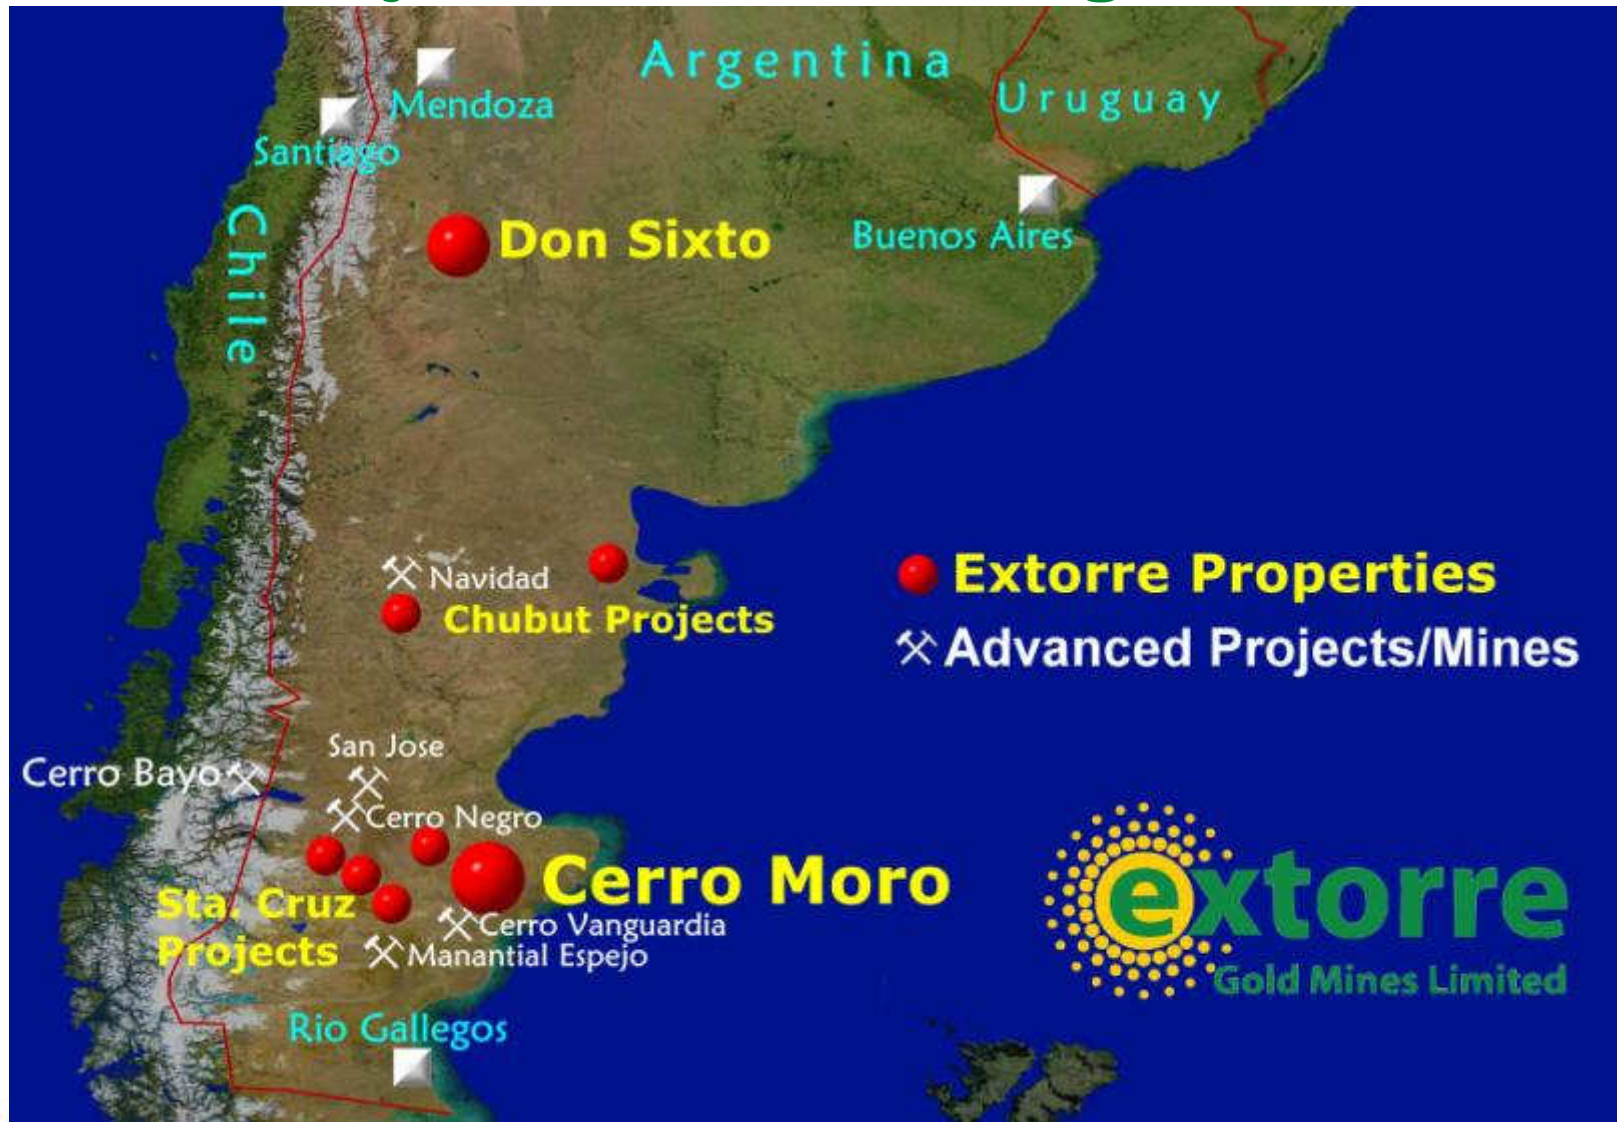 Argentina
Mendoza
Uruguay
Santiago
Chile
Don Sixto
Buenos Aires
Navidad
Chubut Projects
Extorre Properties
Advanced Projects/Mines
San Jose
Cerro Bayo
Cerro Negro
Cerro Moro
Sta. Cruz
Projects
Cerro Vanguardia
Manantial Espejo
extorre
Gold Mines Limited
Rio Gallegos